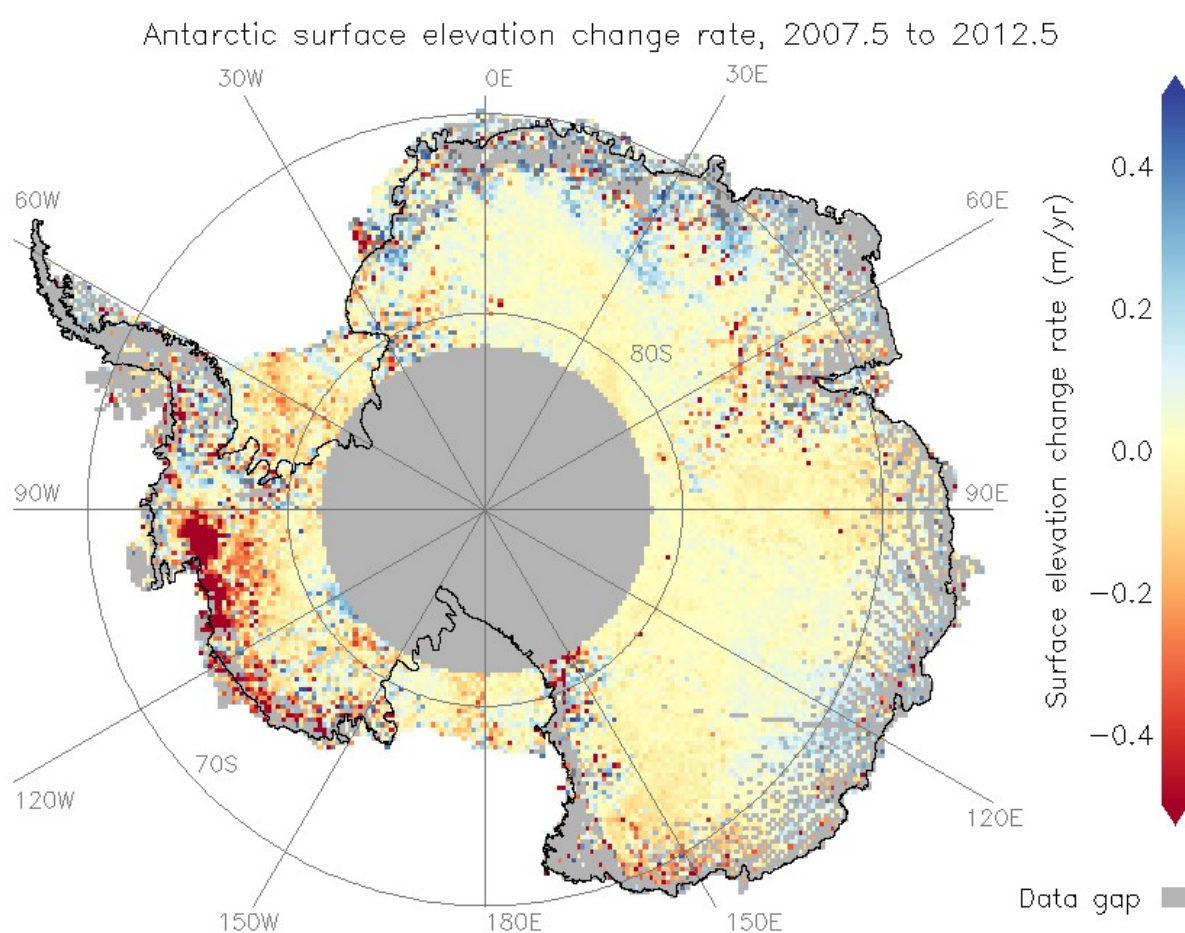 Antarctic surface elevation change rate, 2007.5 to 2012.5
30W
0E
30E
60W
60E
80S
90W
90E
70S
120W
120E
150W
180E
150E
0.4
0.2
0.0
−0.2
−0.4
Surface elevation change rate (m/yr)
Data gap